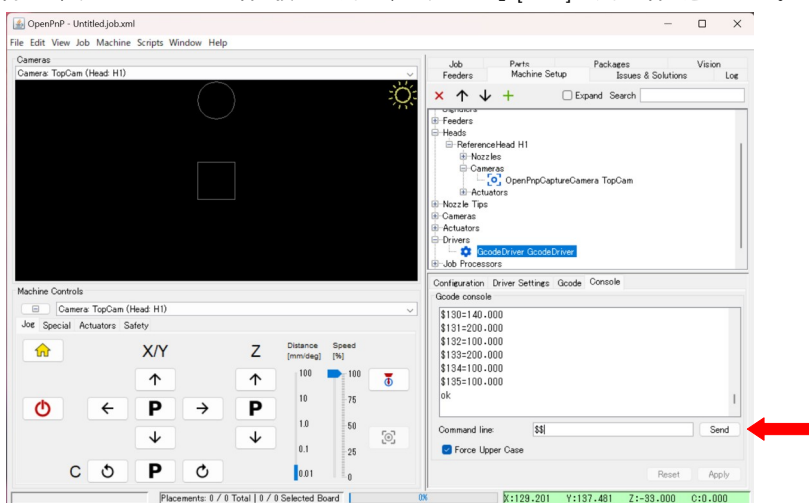 OpenPnP - Untitled.job.xml
File Edit View Job Machine Scripts Window Help
Cameras
Camera: TopCam (Head: H1)
Machine Controls
Camera: TopCam (Head: H1)
Jog Special Actuators Safety
X/Y Z
Distance [mm/deg]
Speed [%]
100 100
10 75
1.0 50
0.1 25
0.01 0
P P
C P
Job Parts Packages Vision
Feeders Machine Setup Issues & Solutions Log
Expand Search
Signalers
Feeders
Heads
ReferenceHead H1
Nozzles
Cameras
OpenPnpCaptureCamera TopCam
Actuators
Nozzle Tips
Cameras
Actuators
Drivers
GcodeDriver GcodeDriver
Job Processors
Configuration Driver Settings Gcode Console
Gcode console
$130=140.000
$131=200.000
$132=100.000
$133=200.000
$134=100.000
$135=100.000
ok
Command line: $$ Send
Force Upper Case
Reset Apply
Placements: 0 / 0 Total | 0 / 0 Selected Board 0% X:129.201 Y:137.481 Z:-33.000 C:0.000